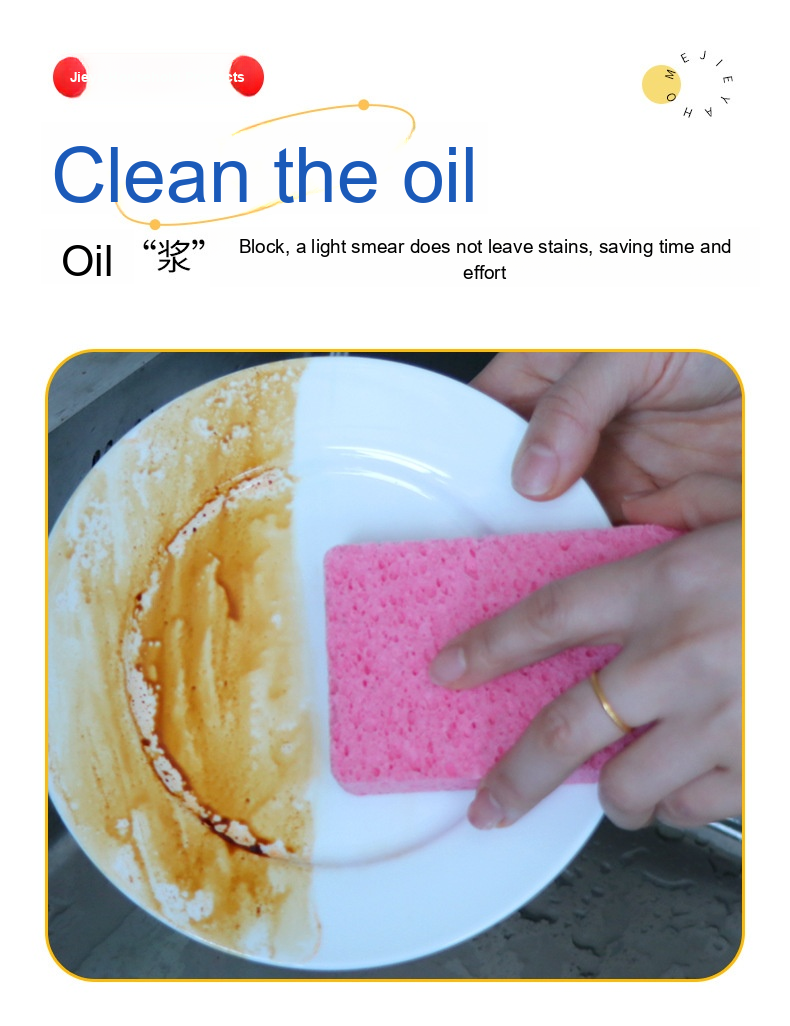 Jie cts
MEJIEYAHO
Clean the oil
Oil “浆” Block, a light smear does not leave stains, saving time and
effort